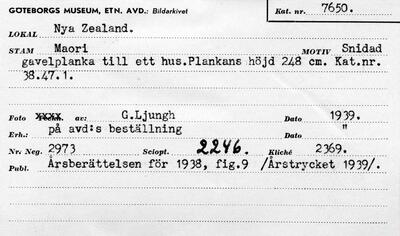 GÖTEBORGS MUSEUM, ETN. AVD.: Bildarkivet Kat. nr. 7650.
LOKAL Nya Zealand.
STAM Maori MOTIV Snidad
gavelplanka till ett hus.Plankans höjd 248 cm. Kat.nr.
38.47.1.
Foto av: G.Ljungh Dato 1939.
Erh.: på avd:s beställning Dato "
Nr. Neg. 2973 Sciopt. 2246. Kliché 2369.
Publ. Årsberättelsen för 1938, fig.9 /Årstrycket 1939/.